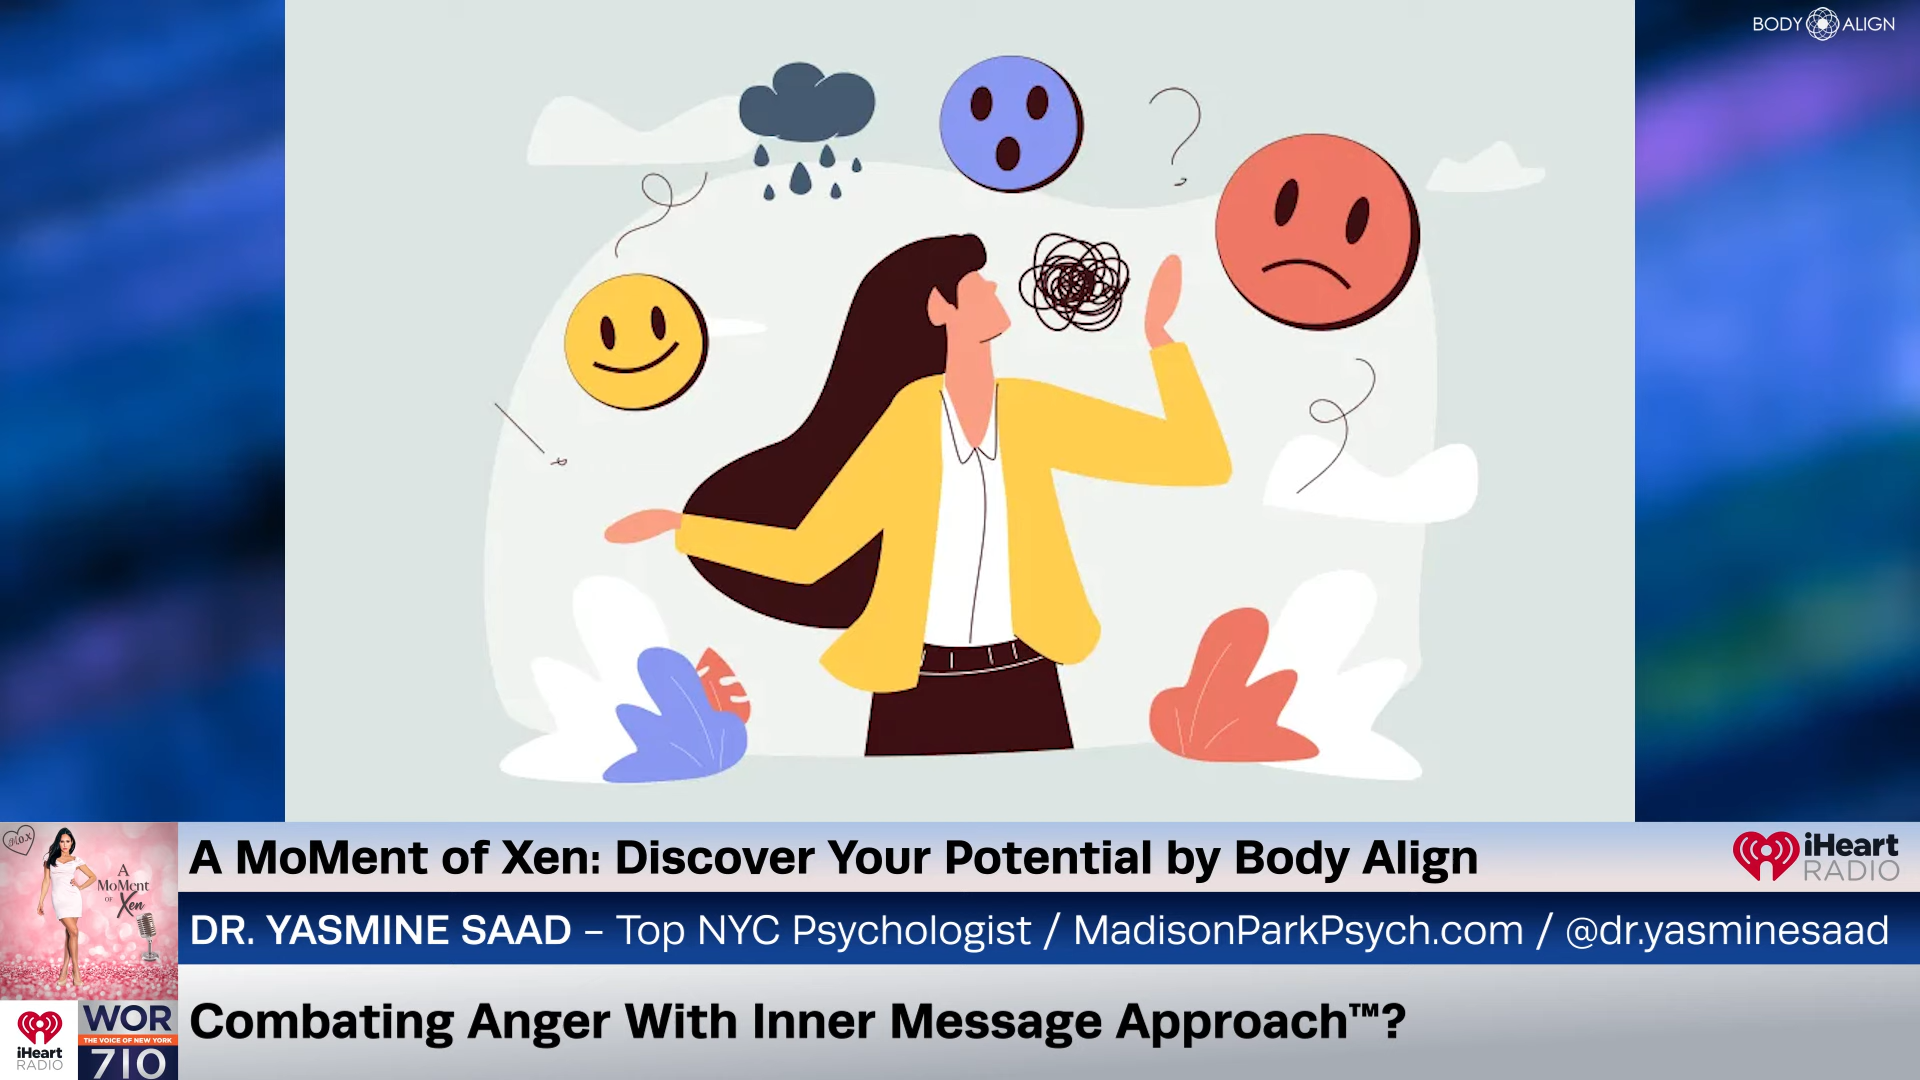 BODY ALIGN
A MoMent of Xen: Discover Your Potential by Body Align
iHeart
RADIO
M.O.X
A
MoMent
OF
Xen
DR. YASMINE SAAD – Top NYC Psychologist / MadisonParkPsych.com / @dr.yasminesaad
iHeart
RADIO
WOR
THE VOICE OF NEW YORK
710
Combating Anger With Inner Message Approach™?